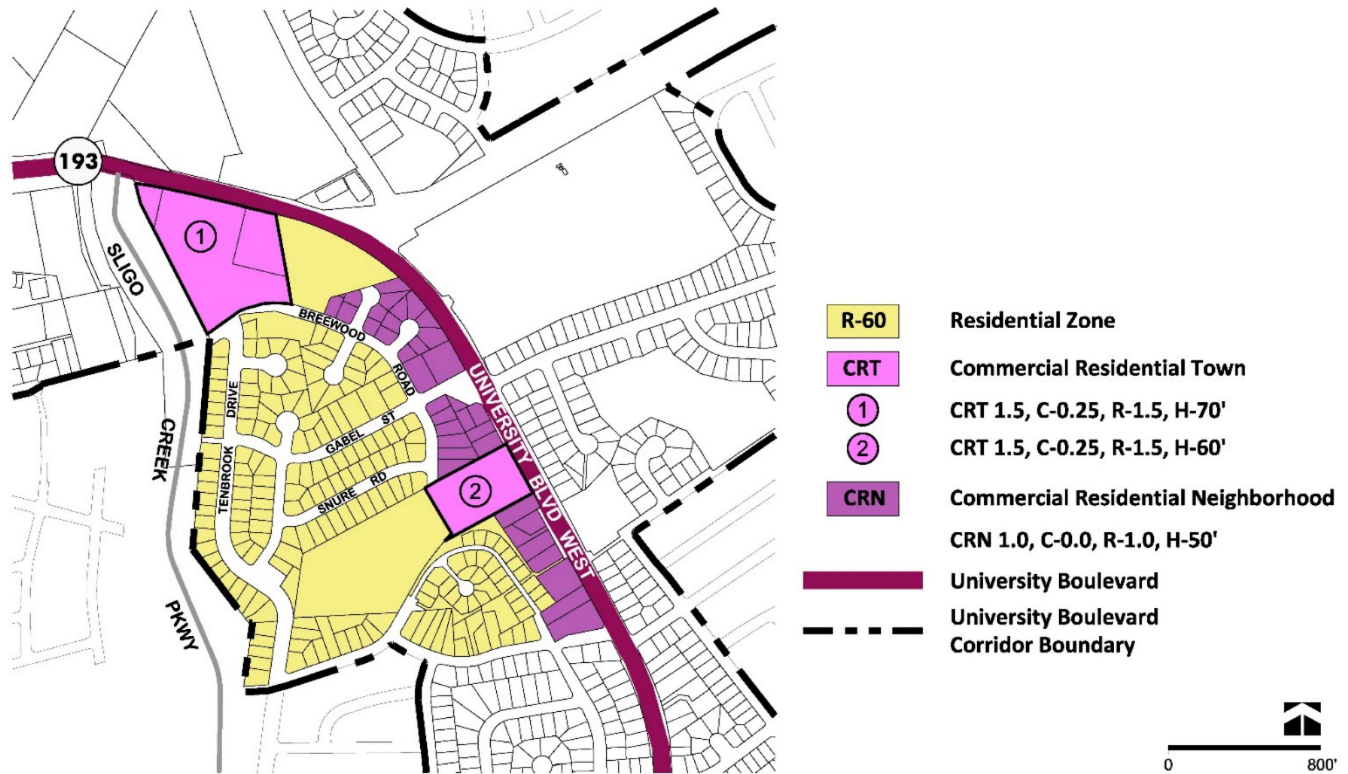 193
1
SLIGO
CREEK
PKWY
BREEWOOD
ROAD
TENBROOK
DRIVE
GABEL ST
SNURE RD
2
UNIVERSITY BLVD WEST
R-60 Residential Zone
CRT Commercial Residential Town
1 CRT 1.5, C-0.25, R-1.5, H-70'
2 CRT 1.5, C-0.25, R-1.5, H-60'
CRN Commercial Residential Neighborhood
CRN 1.0, C-0.0, R-1.0, H-50'
University Boulevard
University Boulevard
Corridor Boundary
0 800'